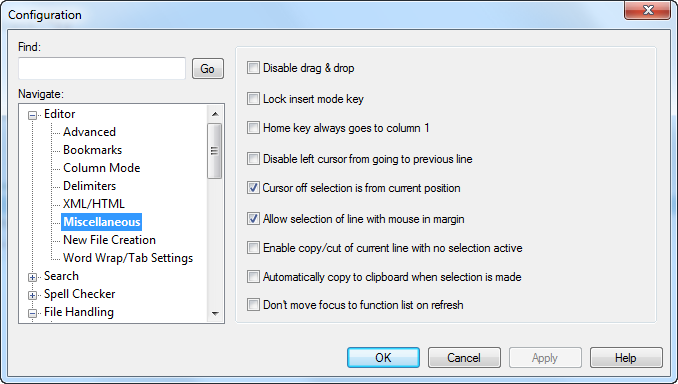 Configuration
Find:
Go
Navigate:
Editor
Advanced
Bookmarks
Column Mode
Delimiters
XML/HTML
Miscellaneous
New File Creation
Word Wrap/Tab Settings
Search
Spell Checker
File Handling
Disable drag & drop
Lock insert mode key
Home key always goes to column 1
Disable left cursor from going to previous line
Cursor off selection is from current position
Allow selection of line with mouse in margin
Enable copy/cut of current line with no selection active
Automatically copy to clipboard when selection is made
Don't move focus to function list on refresh
OK
Cancel
Apply
Help